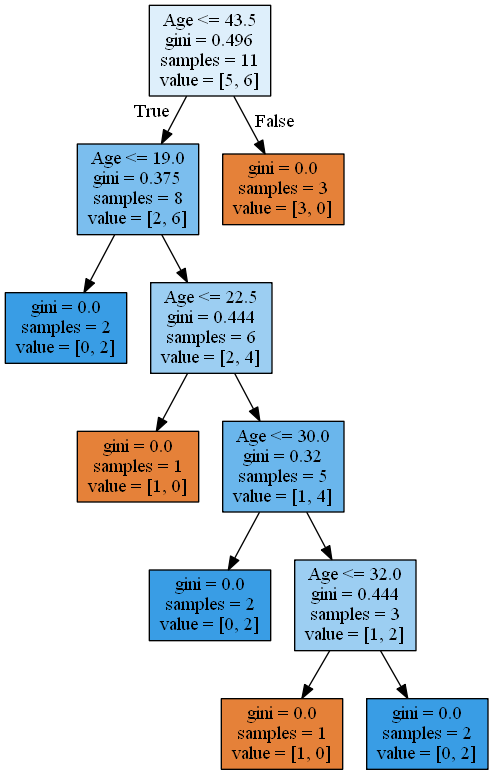 Age <= 43.5
gini = 0.496
samples = 11
value = [5, 6]
True
False
Age <= 19.0
gini = 0.375
samples = 8
value = [2, 6]
gini = 0.0
samples = 3
value = [3, 0]
gini = 0.0
samples = 2
value = [0, 2]
Age <= 22.5
gini = 0.444
samples = 6
value = [2, 4]
gini = 0.0
samples = 1
value = [1, 0]
Age <= 30.0
gini = 0.32
samples = 5
value = [1, 4]
gini = 0.0
samples = 2
value = [0, 2]
Age <= 32.0
gini = 0.444
samples = 3
value = [1, 2]
gini = 0.0
samples = 1
value = [1, 0]
gini = 0.0
samples = 2
value = [0, 2]